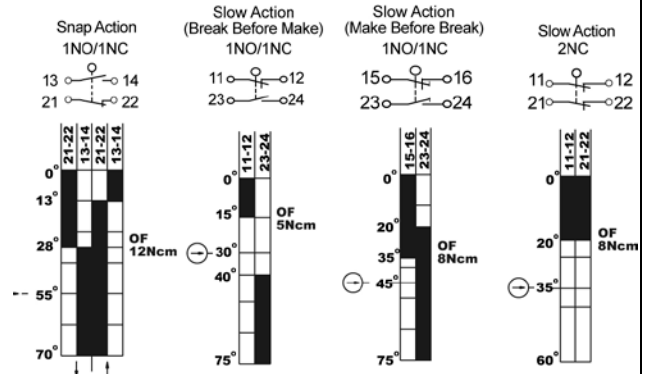 Snap Action
1NO/1NC
13 14
21 22
21-22 13-14 21-22 13-14
0°
13°
28°
55°
70°
OF
12Ncm
Slow Action
(Break Before Make)
1NO/1NC
11 12
23 24
11-12 23-24
0°
15°
30°
40°
75°
OF
5Ncm
Slow Action
(Make Before Break)
1NO/1NC
15 16
23 24
15-16 23-24
0°
20°
35°
45°
75°
OF
8Ncm
Slow Action
2NC
11 12
21 22
11-12 21-22
0°
20°
35°
60°
OF
8Ncm